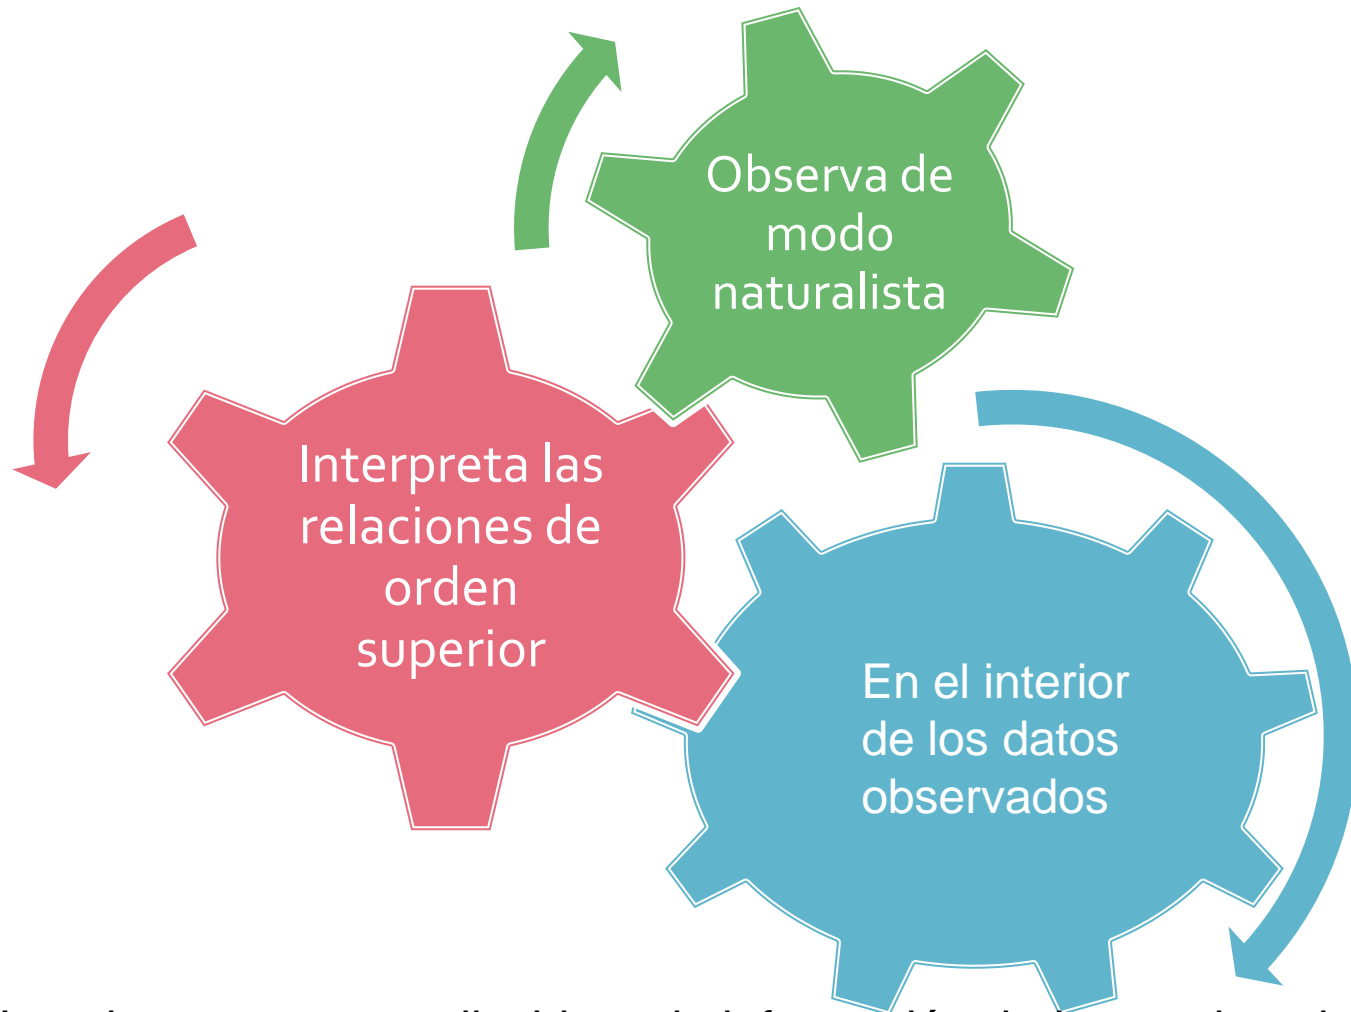 Observa de
modo
naturalista
Interpreta las
relaciones de
orden
superior
En el interior
de los datos
observados